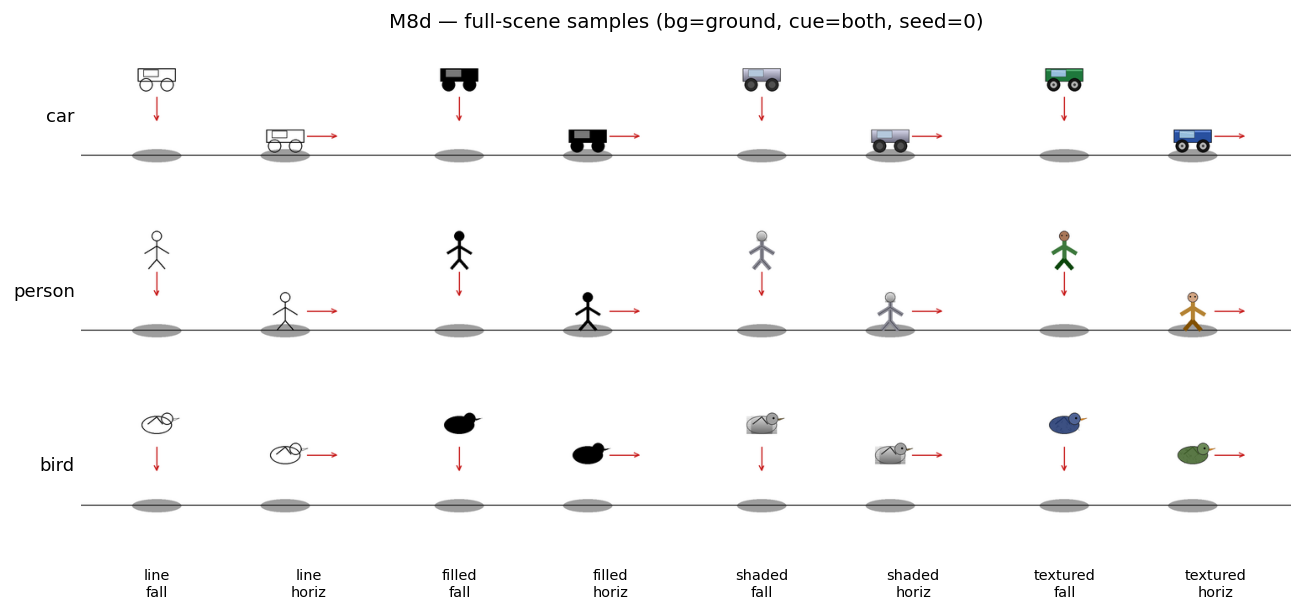 M8d — full-scene samples (bg=ground, cue=both, seed=0)
car
person
bird
line
fall
line
horiz
filled
fall
filled
horiz
shaded
fall
shaded
horiz
textured
fall
textured
horiz